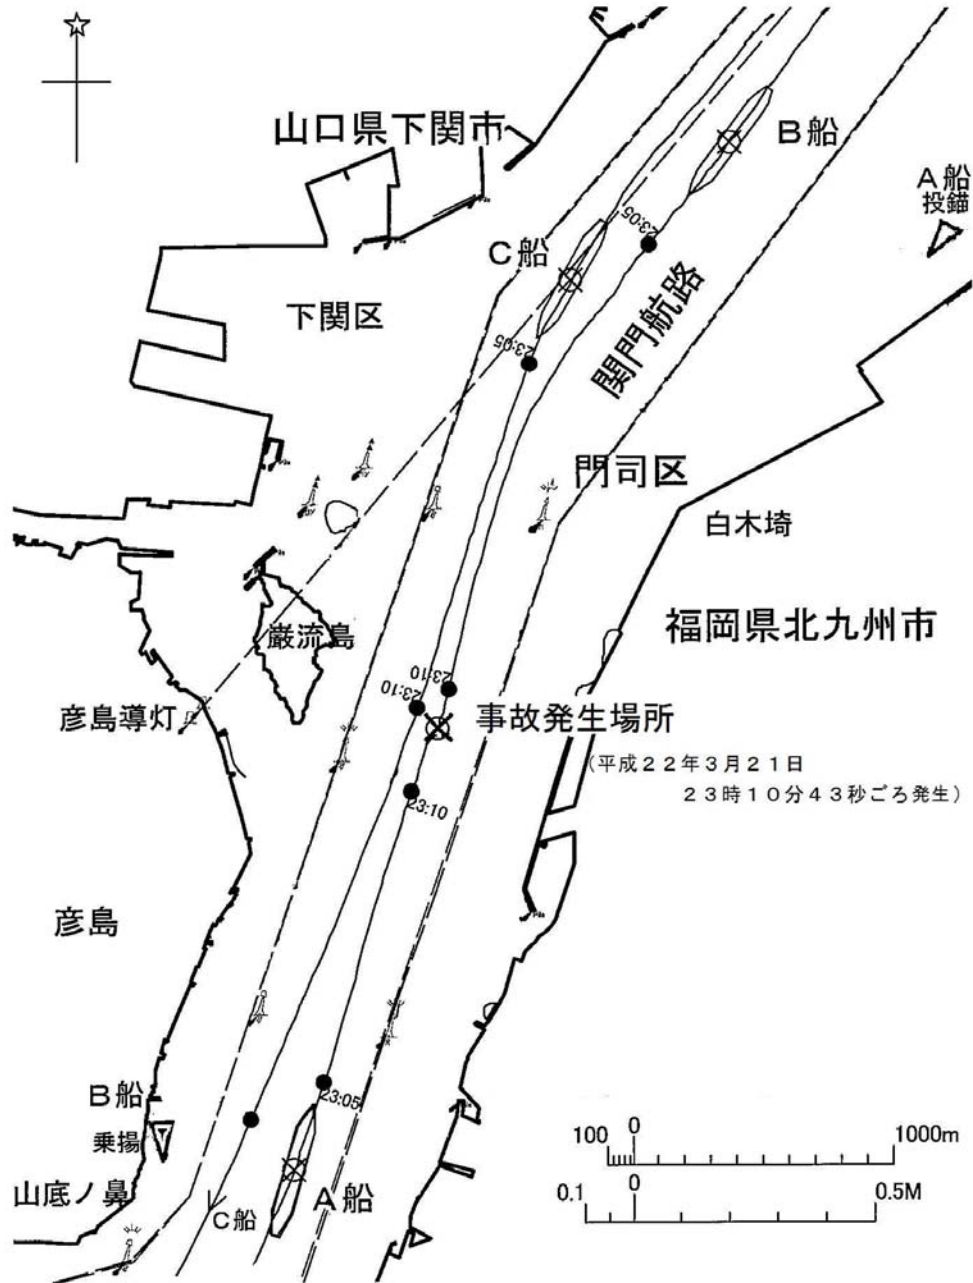 山口県下関市
B船
A船
投錨
23:05
C船
下関区
23:05
関門航路
門司区
白木埼
巌流島
福岡県北九州市
彦島導灯
23:10
23:10
事故発生場所
(平成22年3月21日
23時10分43秒ごろ発生)
23:10
彦島
23:05
B船
乗揚
山底ノ鼻
C船
A船
100 0 1000m
0.1 0 0.5M